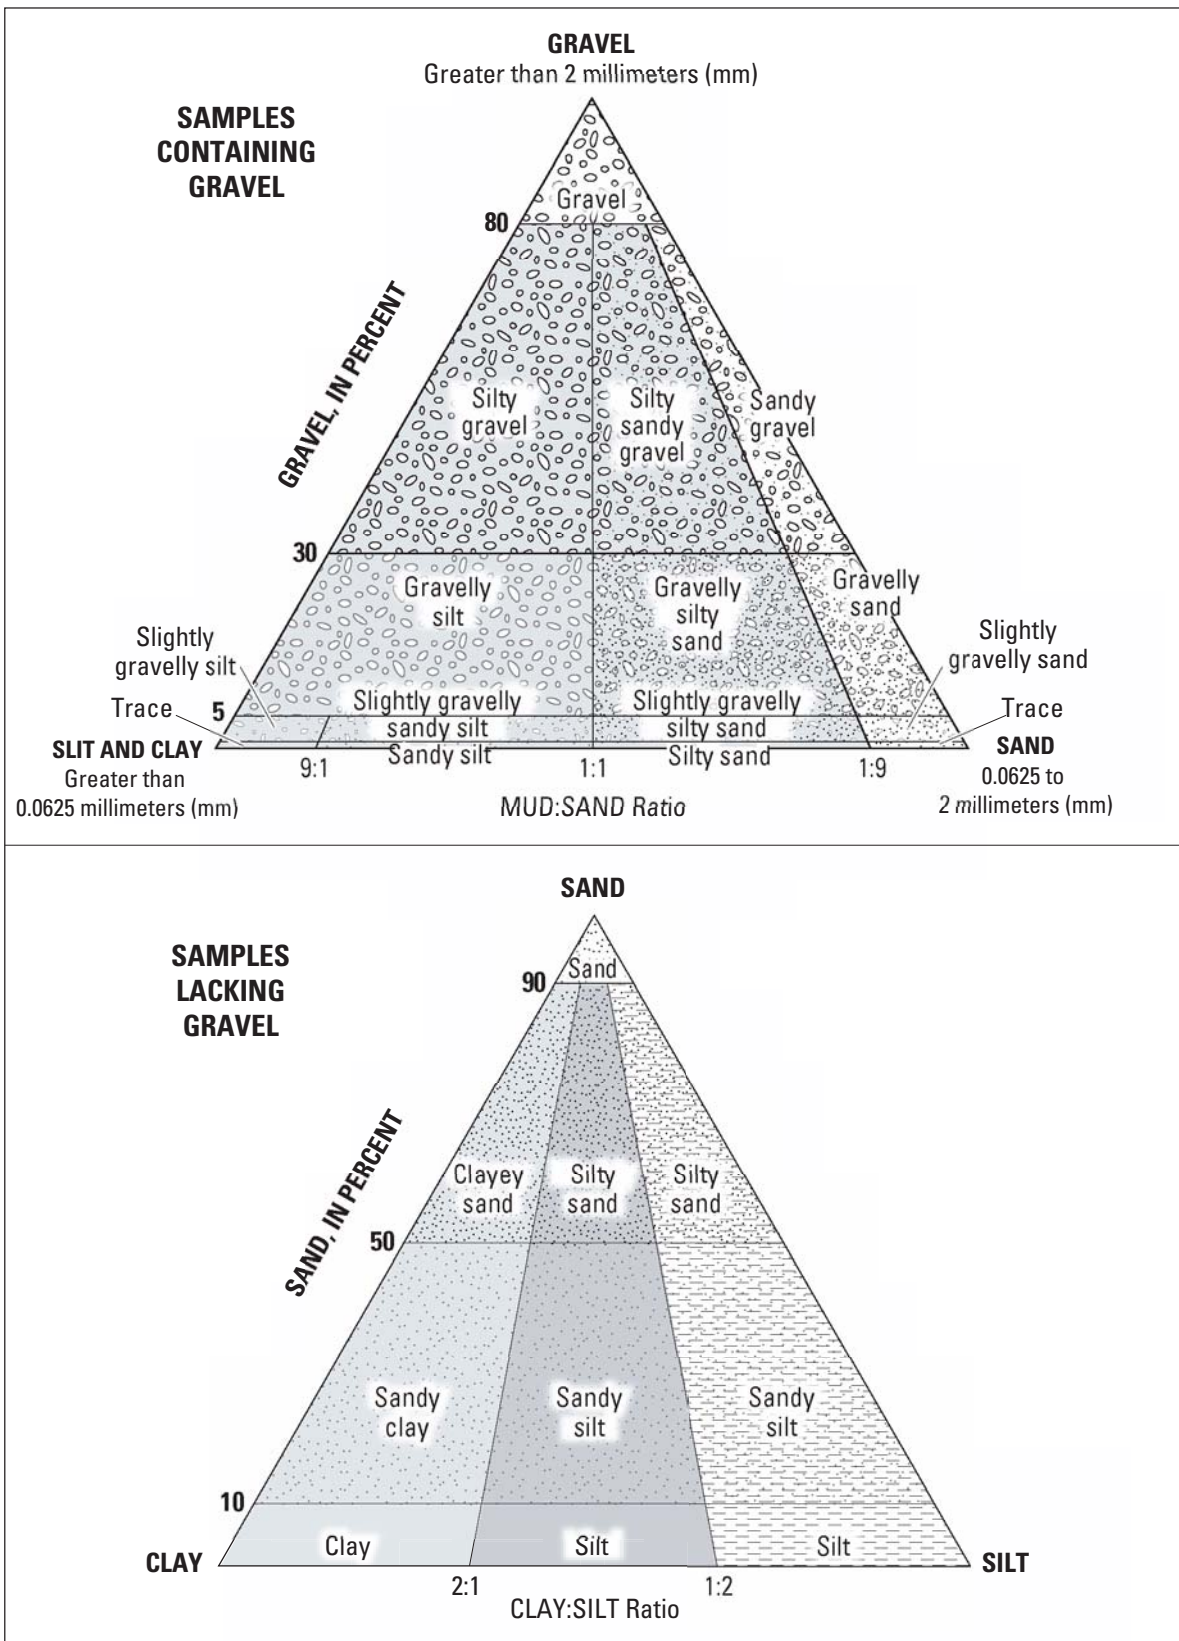 GRAVEL
Greater than 2 millimeters (mm)
SAMPLES
CONTAINING
GRAVEL
Gravel
80
GRAVEL, IN PERCENT
Silty
gravel
Silty
sandy
gravel
Sandy
gravel
30
Gravelly
silt
Gravelly
silty
sand
Gravelly
sand
Slightly
gravelly silt
Slightly
gravelly sand
Slightly gravelly
sandy silt
Slightly gravelly
silty sand
5
Trace
Trace
SLIT AND CLAY
Greater than
0.0625 millimeters (mm)
Sandy silt
Silty sand
SAND
0.0625 to
2 millimeters (mm)
9:1
1:1
1:9
MUD:SAND Ratio
SAND
SAMPLES
LACKING
GRAVEL
Sand
90
SAND, IN PERCENT
Clayey
sand
Silty
sand
Silty
sand
50
Sandy
clay
Sandy
silt
Sandy
silt
10
Clay
Silt
Silt
CLAY
SILT
2:1
1:2
CLAY:SILT Ratio